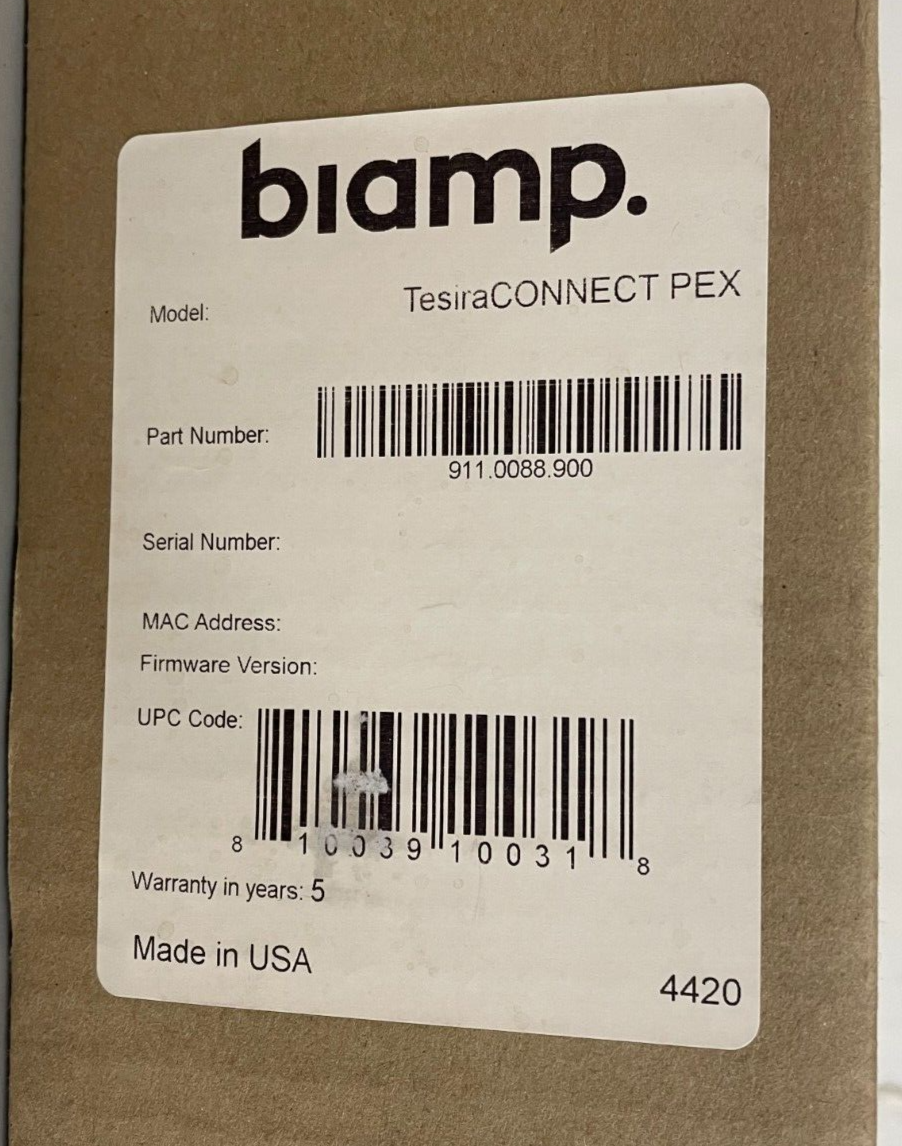 biamp.
Model: TesiraCONNECT PEX
Part Number:
911.0088.900
Serial Number:
MAC Address:
Firmware Version:
UPC Code:
8 10039 10031 8
Warranty in years: 5
Made in USA
4420